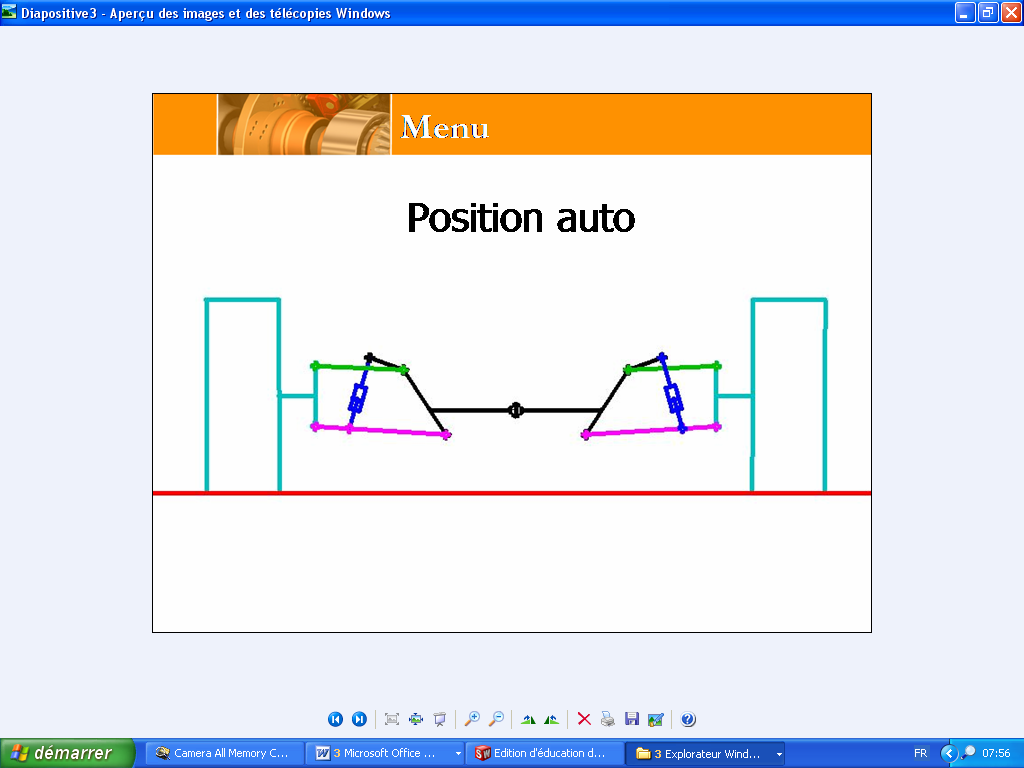 Diapositive3 - Aperçu des images et des télécopies Windows
Menu
Position auto
démarrer
Camera All Memory C...
3 Microsoft Office ...
Edition d'éducation d...
3 Explorateur Wind...
FR
07:56